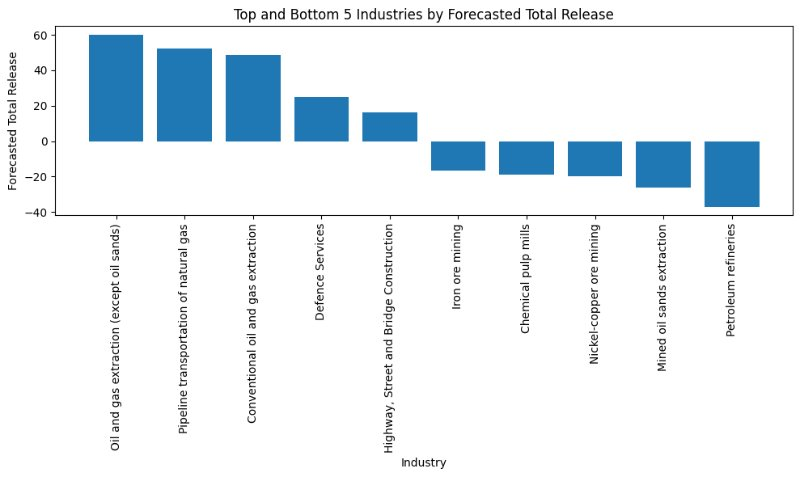 Top and Bottom 5 Industries by Forecasted Total Release
Forecasted Total Release
60
40
20
0
−20
−40
Oil and gas extraction (except oil sands)
Pipeline transportation of natural gas
Conventional oil and gas extraction
Defence Services
Highway, Street and Bridge Construction
Iron ore mining
Chemical pulp mills
Nickel-copper ore mining
Mined oil sands extraction
Petroleum refineries
Industry